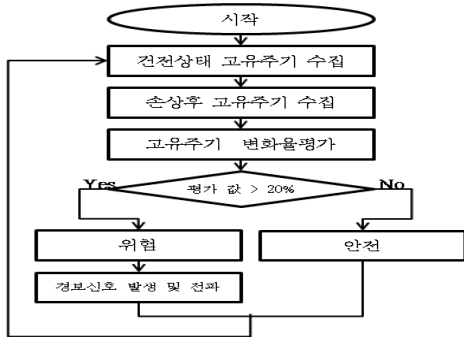 시작
건전상태 고유주기 수집
손상후 고유주기 수집
고유주기 변화율평가
Yes
평가 값 > 20%
No
위험
안전
경보신호 발생 및 전파